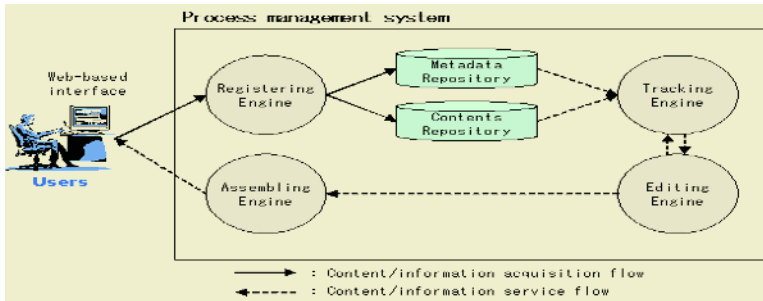 Process management system
Web-based
interface
Users
Registering
Engine
Metadata
Repository
Contents
Repository
Tracking
Engine
Assembling
Engine
Editing
Engine
: Content/information acquisition flow
: Content/information service flow